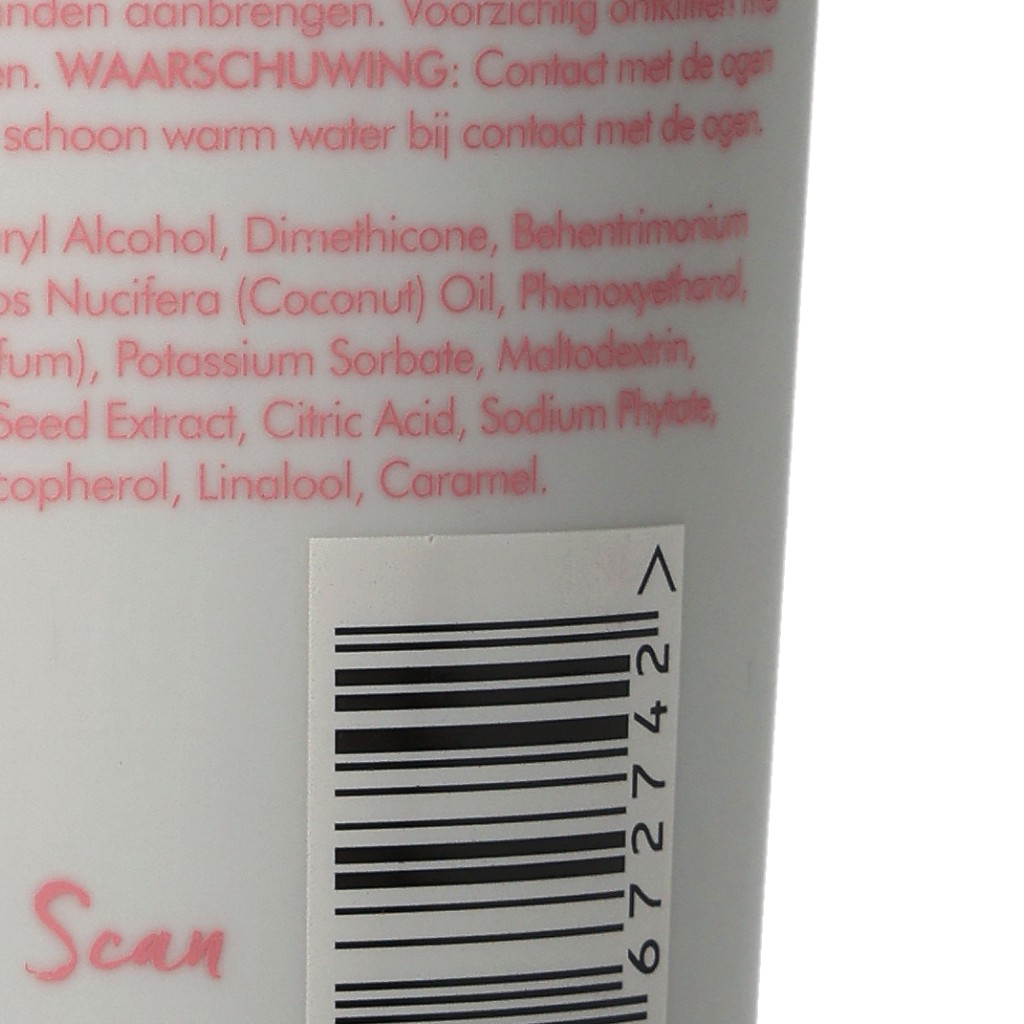 anden aanbrengen. Voorzichtig ontklitten
en. WAARSCHUWING: Contact met de ogen
schoon warm water bij contact met de ogen.
ryl Alcohol, Dimethicone, Behentrimonium
os Nucifera (Coconut) Oil, Phenoxyethanol,
fum), Potassium Sorbate, Maltodextrin,
Seed Extract, Citric Acid, Sodium Phytate,
copherol, Linalool, Caramel.
Scan
672742 >